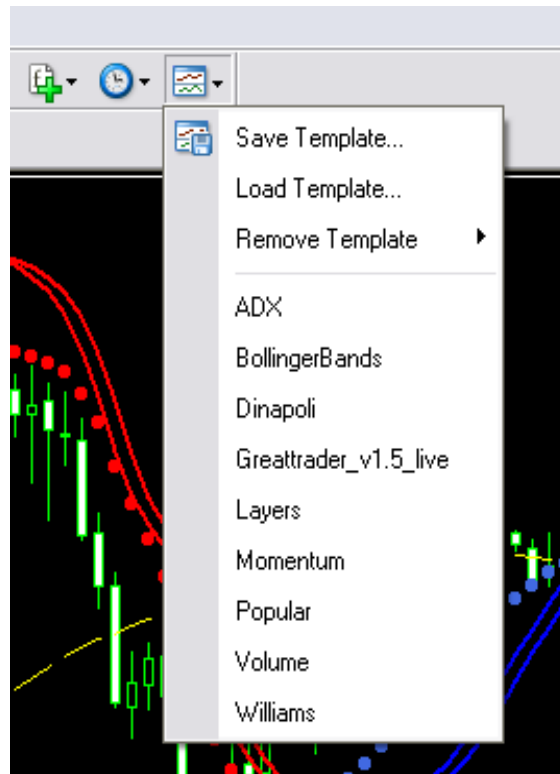 Save Template...
Load Template...
Remove Template
ADX
BollingerBands
Dinapoli
Greattrader_v1.5_live
Layers
Momentum
Popular
Volume
Williams